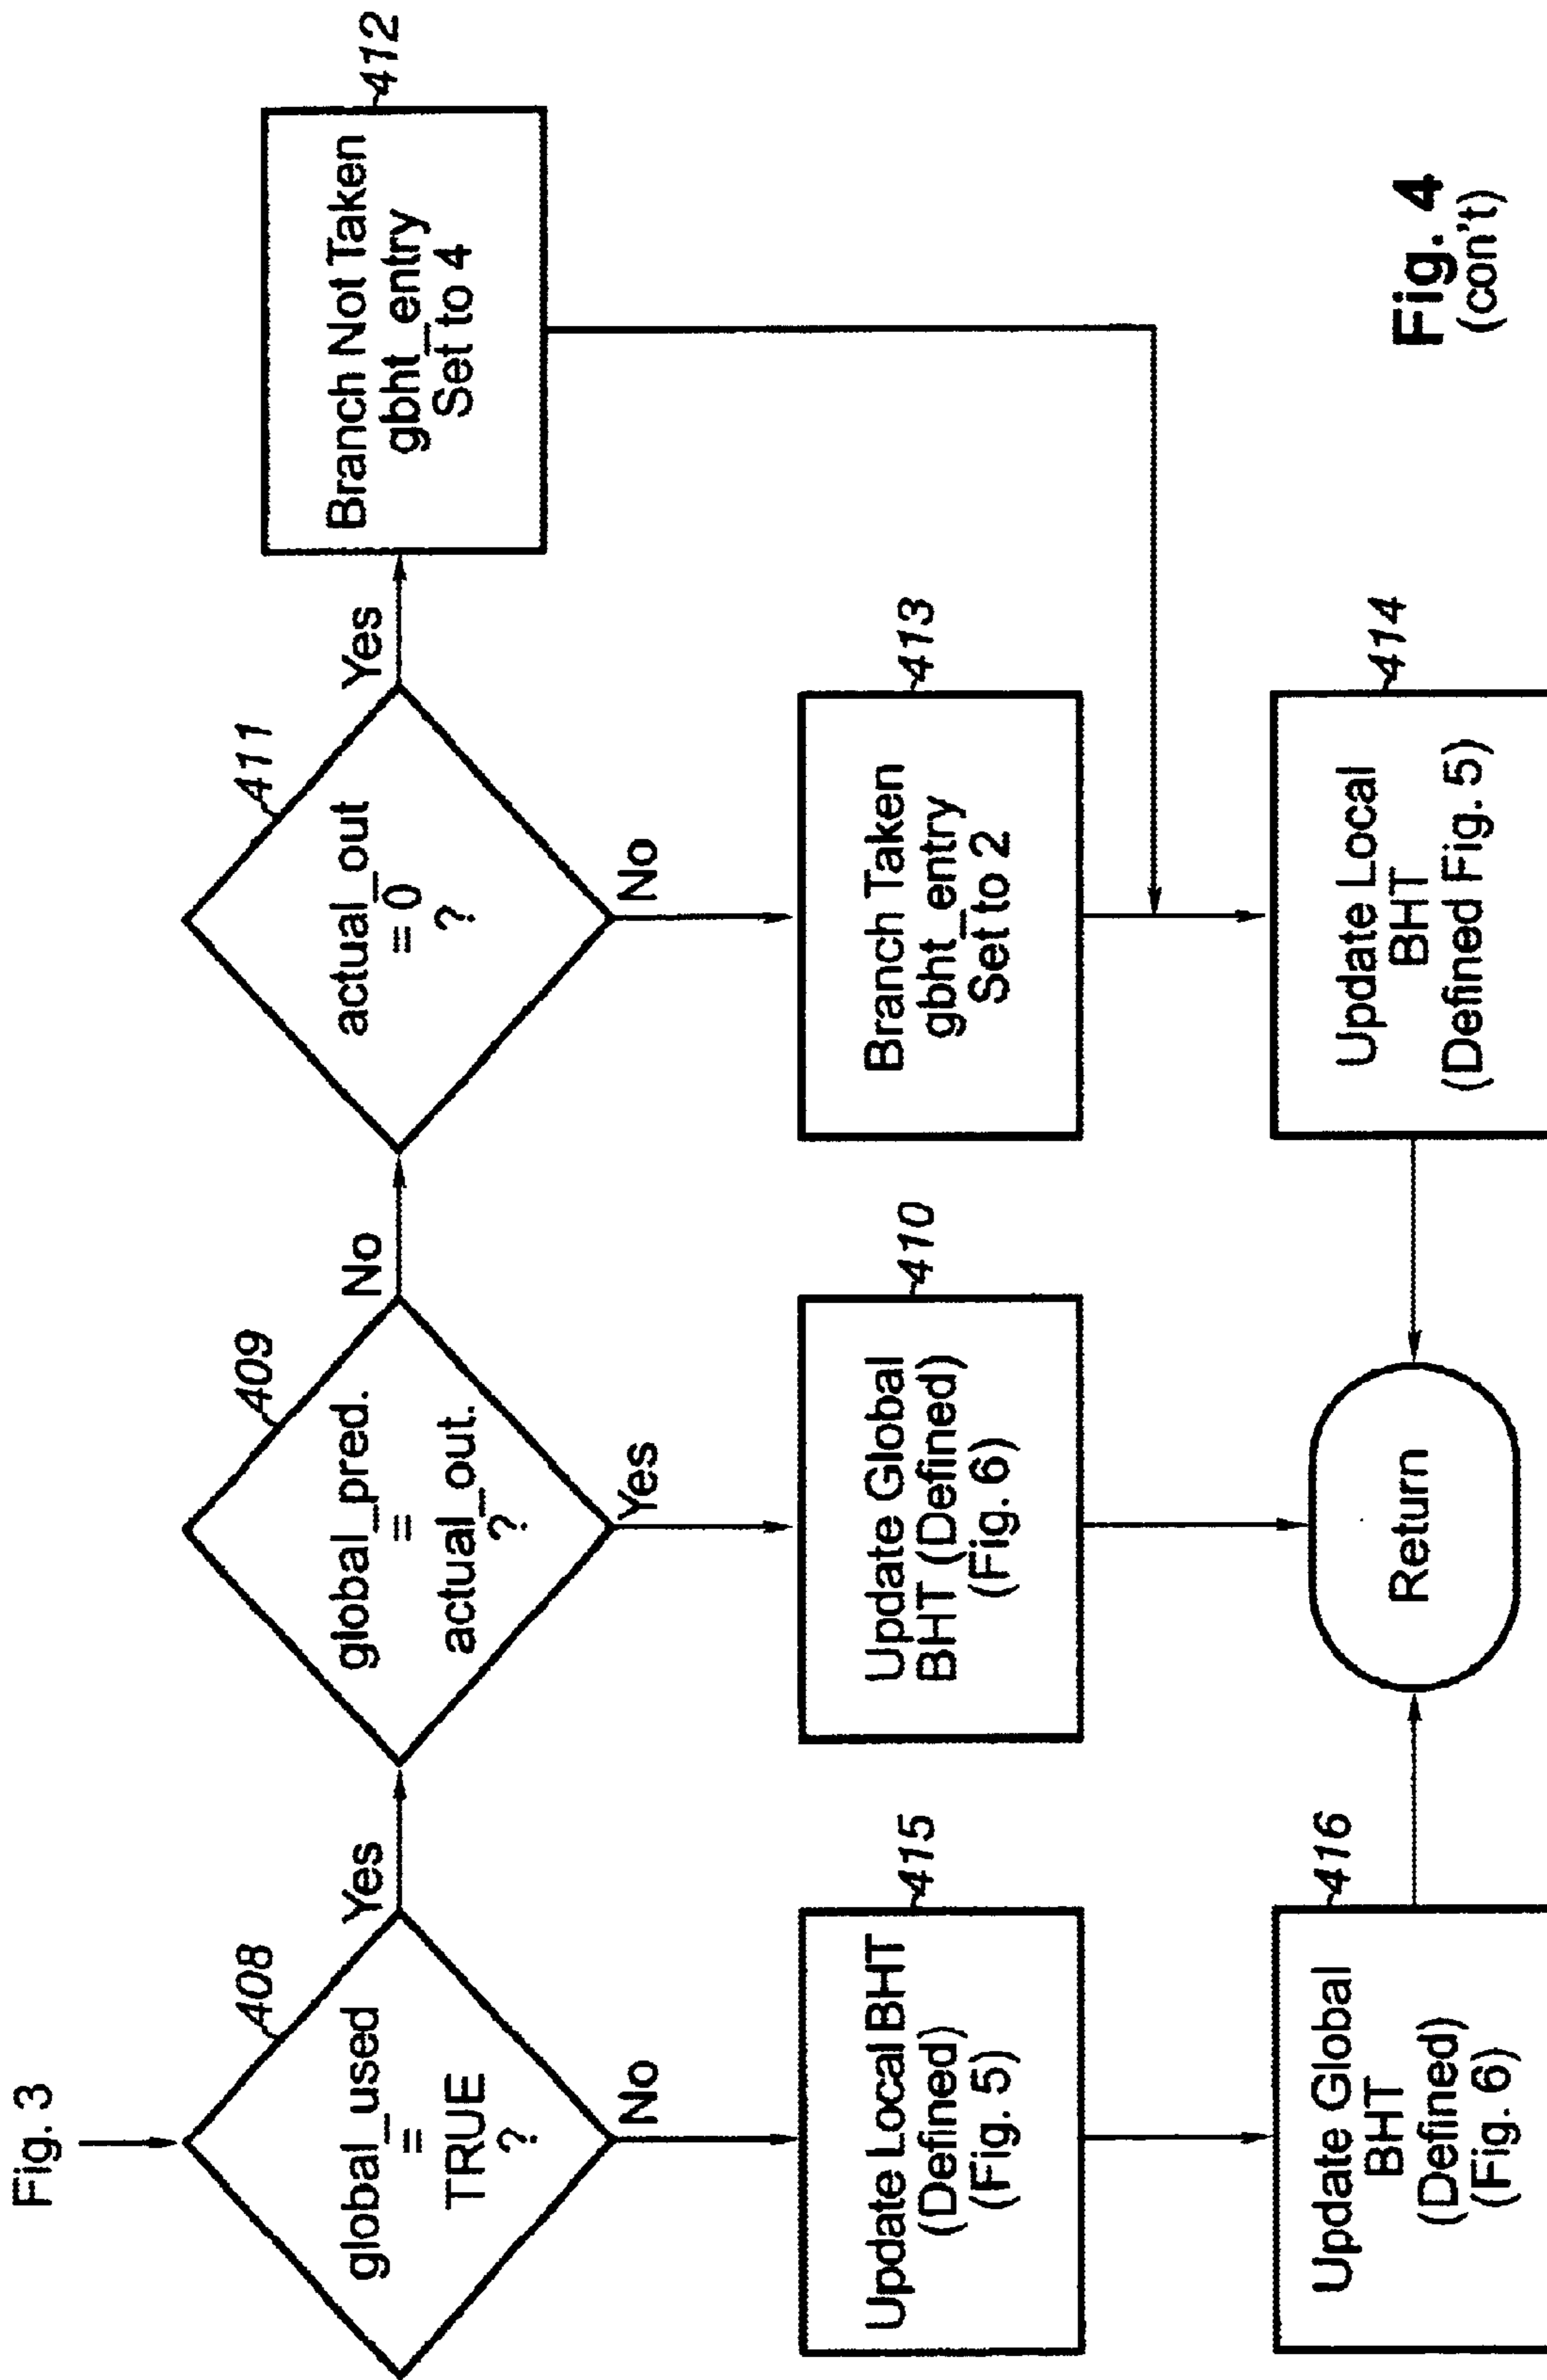 Fig. 3
408
global_used
=
TRUE
?
Yes
No
409
global_pred.
=
actual_out.
?
No
Yes
411
actual_out
= 0
?
Yes
No
412
Branch Not Taken
gbht_entry
Set to 4
415
Update Local BHT
(Defined)
(Fig. 5)
410
Update Global
BHT (Defined)
(Fig. 6)
413
Branch Taken
gbht_entry
Set to 2
416
Update Global
BHT
(Defined)
(Fig. 6)
Return
414
Update Local
BHT
(Defined Fig. 5)
Fig. 4
(con't)